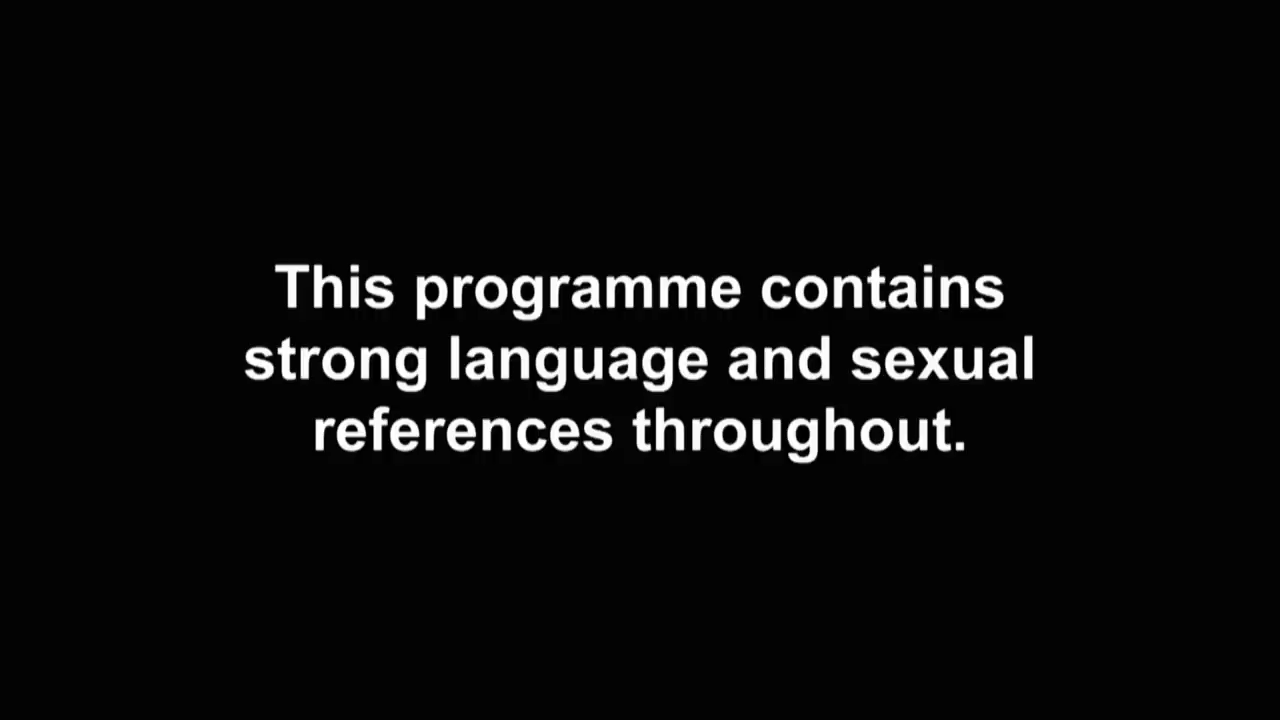 This programme contains
strong language and sexual
references throughout.